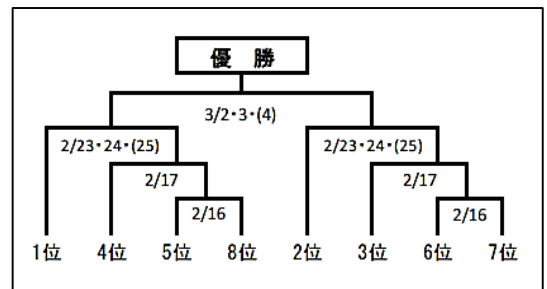 優 勝
3/2・3・(4)
2/23・24・(25) 2/23・24・(25)
2/17 2/17
2/16 2/16
1位 4位 5位 8位 2位 3位 6位 7位